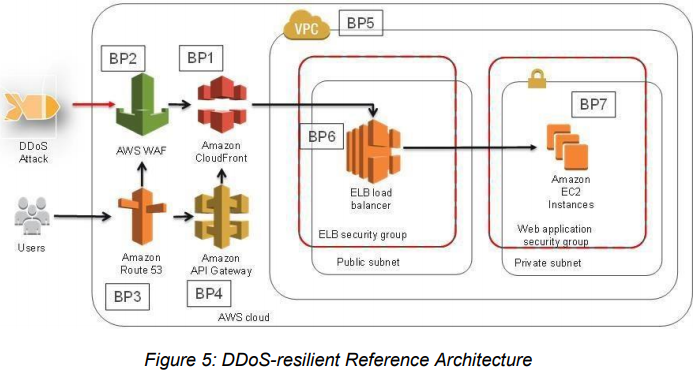 VPC
BP5
BP2
BP1
BP7
BP6
DDoS
Attack
AWS WAF
Amazon
CloudFront
ELB load
balancer
Amazon
EC2
Instances
Users
Amazon
Route 53
Amazon
API Gateway
ELB security group
Web application
security group
Public subnet
Private subnet
BP3
BP4
AWS cloud
Figure 5: DDoS-resilient Reference Architecture